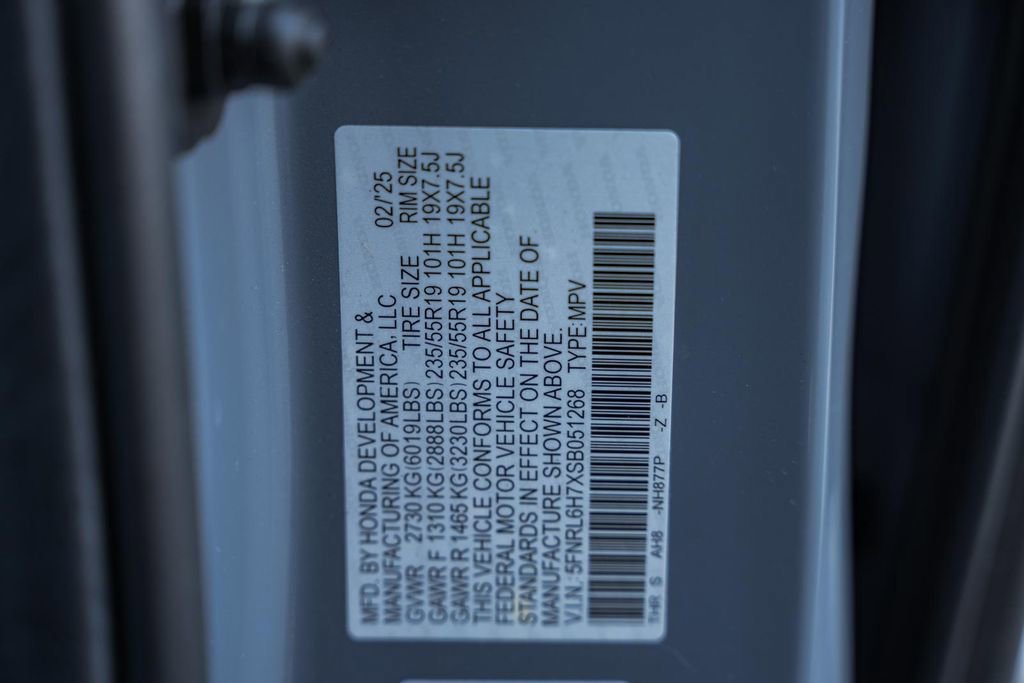 MFD. BY HONDA DEVELOPMENT &
MANUFACTURING OF AMERICA, LLC 02/'25
GVWR 2730 KG(6019LBS) TIRE SIZE RIM SIZE
GAWR F 1310 KG(2888LBS) 235/55R19 101H 19X7.5J
GAWR R 1465 KG(3230LBS) 235/55R19 101H 19X7.5J
THIS VEHICLE CONFORMS TO ALL APPLICABLE
FEDERAL MOTOR VEHICLE SAFETY
STANDARDS IN EFFECT ON THE DATE OF
MANUFACTURE SHOWN ABOVE.
V.I.N.: 5FNRL6H7XSB051268 TYPE:MPV
S AH8 -NH877P -Z -B